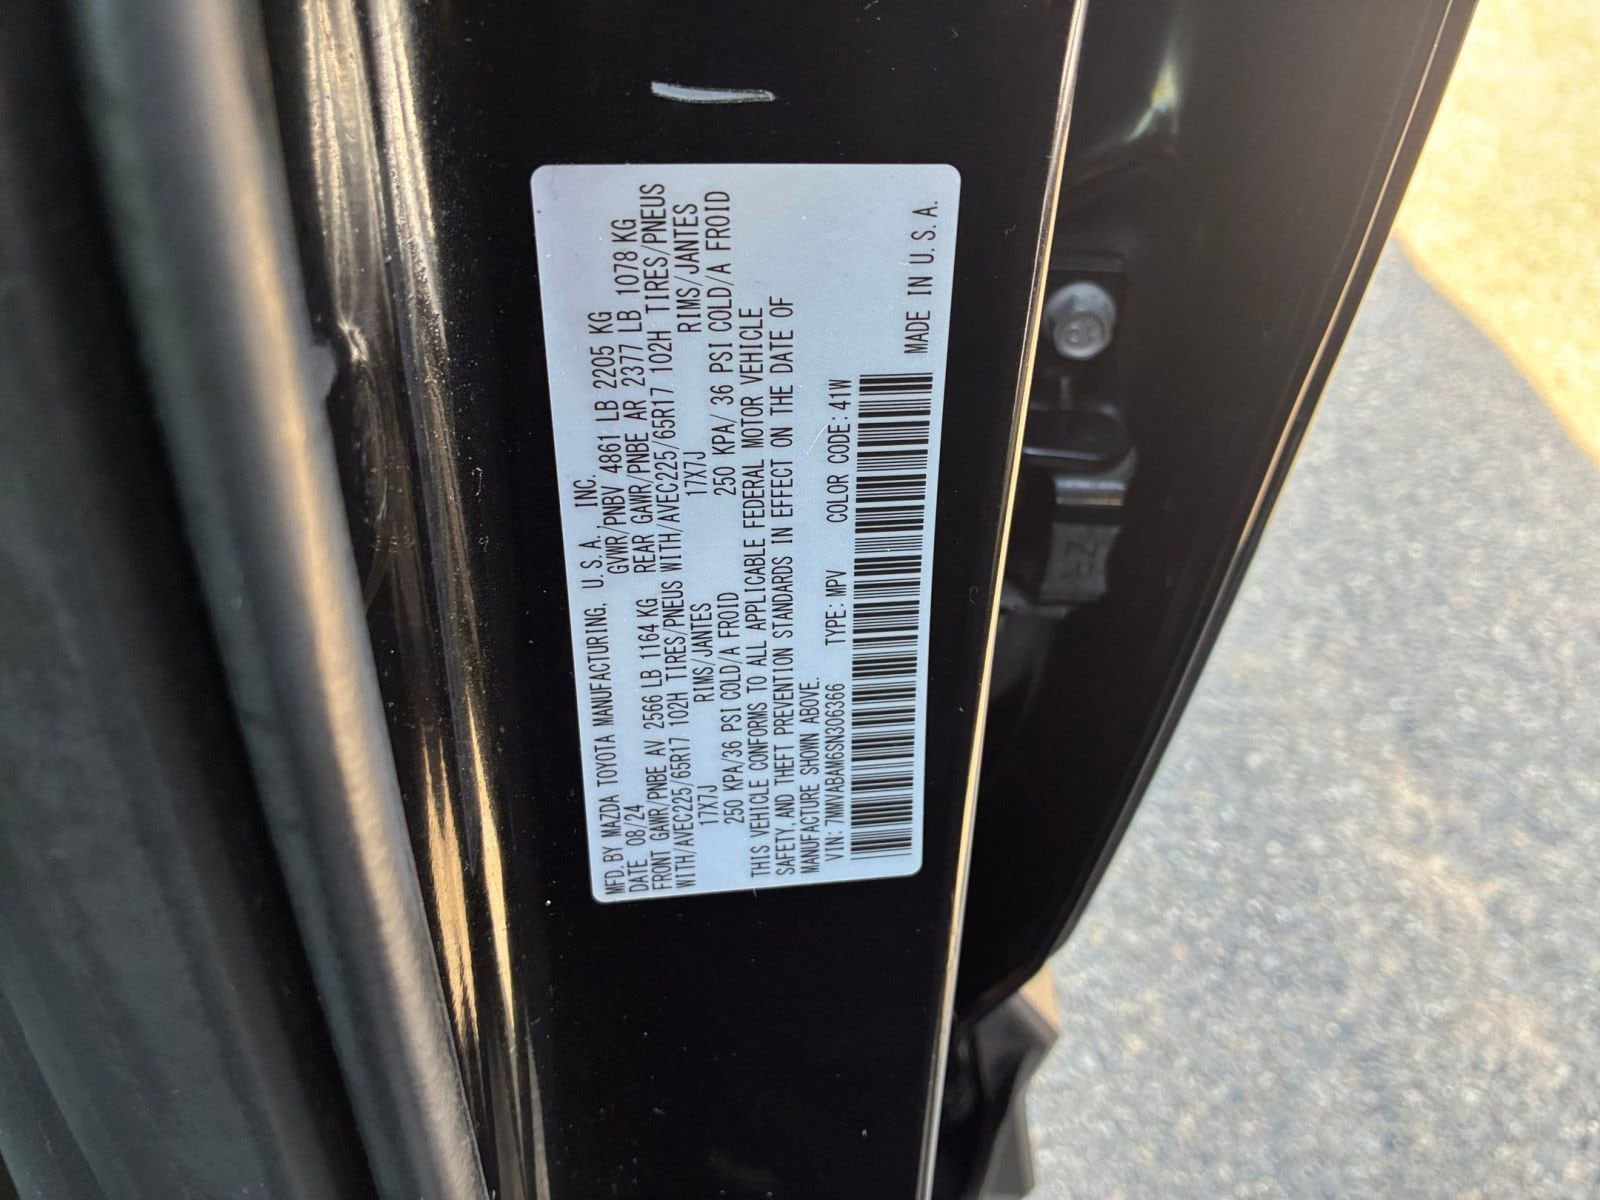 MFD. BY MAZDA TOYOTA MANUFACTURING, U.S.A., INC.
DATE 08/24 GVWR/PNBV 4861 LB 2205 KG
FRONT GAWR/PNBE AV 2566 LB 1164 KG REAR GAWR/PNBE AR 2377 LB 1078 KG
WITH/AVEC225/65R17 102H TIRES/PNEUS WITH/AVEC225/65R17 102H TIRES/PNEUS
17X7J RIMS/JANTES 17X7J RIMS/JANTES
250 KPA/36 PSI COLD/A FROID 250 KPA/ 36 PSI COLD/A FROID
THIS VEHICLE CONFORMS TO ALL APPLICABLE FEDERAL MOTOR VEHICLE
SAFETY AND THEFT PREVENTION STANDARDS IN EFFECT ON THE DATE OF
MANUFACTURE SHOWN ABOVE.
VIN: 7MMVABAM6SN306366 TYPE: MPV COLOR CODE: 41W
MADE IN U.S.A.